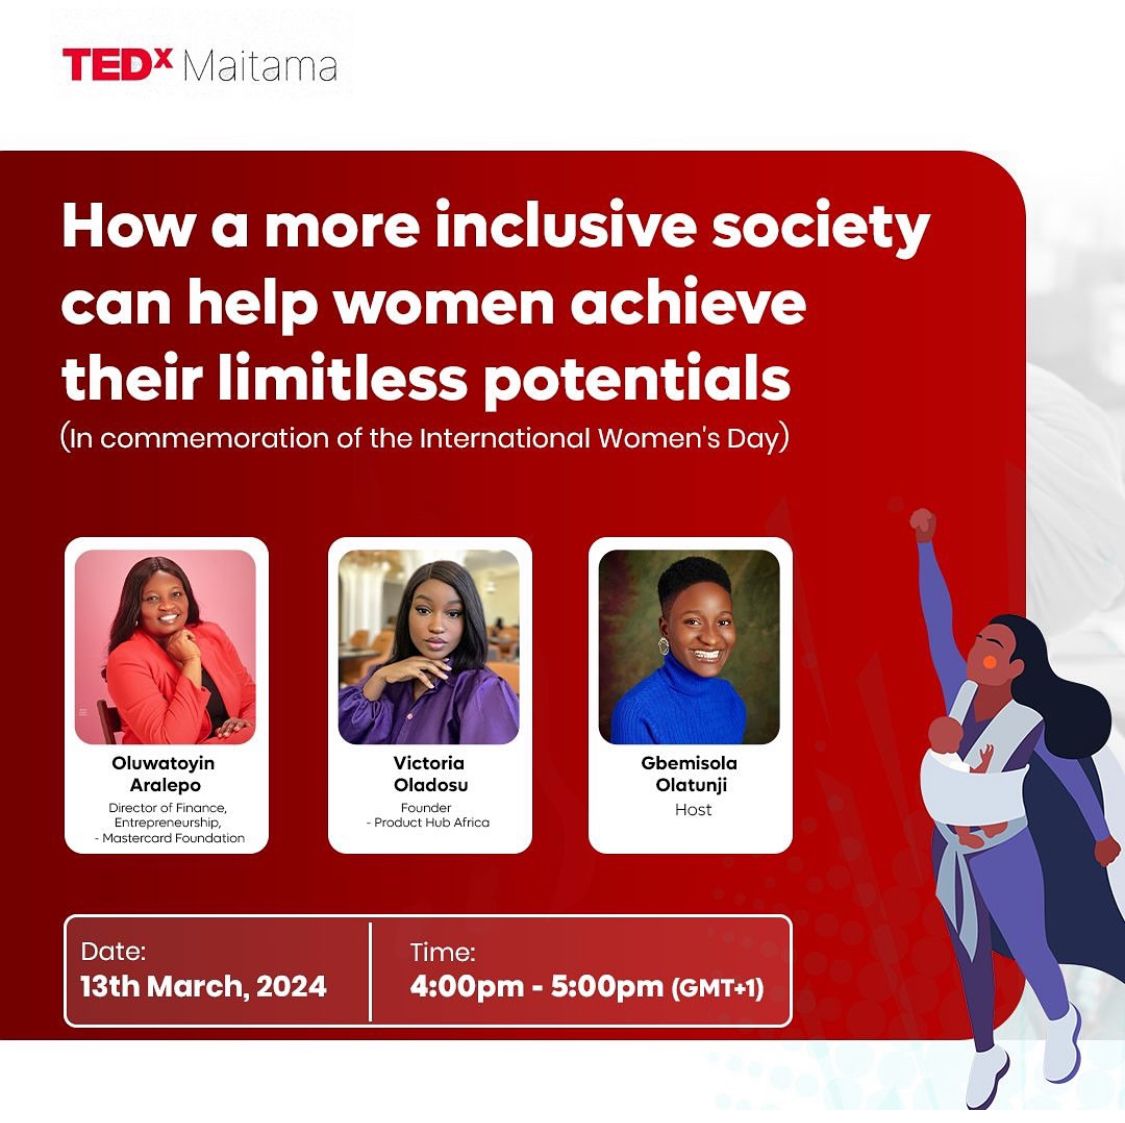 TEDx Maitama
How a more inclusive society
can help women achieve
their limitless potentials
(In commemoration of the International Women's Day)
Oluwatoyin
Aralepo
Director of Finance,
Entrepreneurship,
- Mastercard Foundation
Victoria
Oladosu
Founder
- Product Hub Africa
Gbemisola
Olatunji
Host
Date:
13th March, 2024
Time:
4:00pm - 5:00pm (GMT+1)